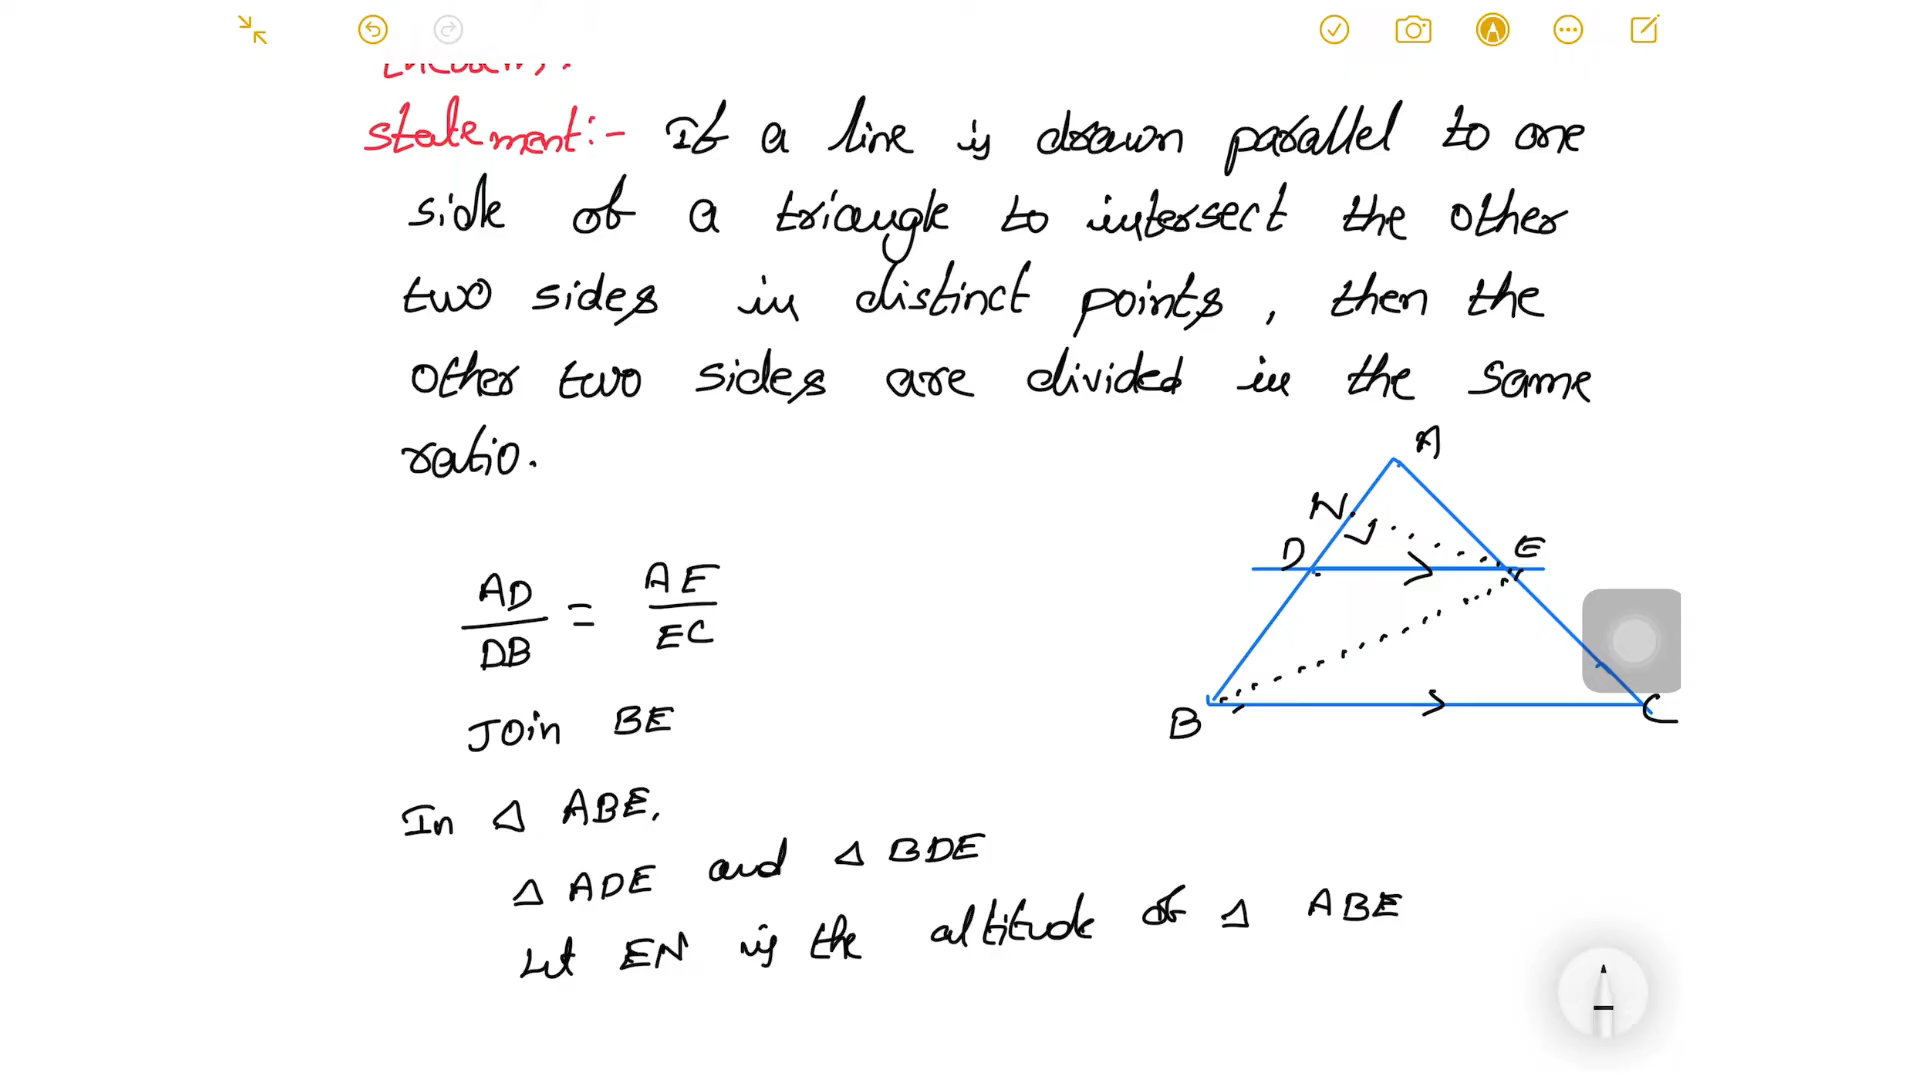 statement:- If a line is drawn parallel to one
side of a triangle to intersect the other
two sides in distinct points, then the
other two sides are divided in the same
ratio.
A
N
D
E
B
C
AD/DB = AE/EC
Join BE
In △ ABE,
△ ADE and △ BDE
Let EN is the altitude of △ ABE